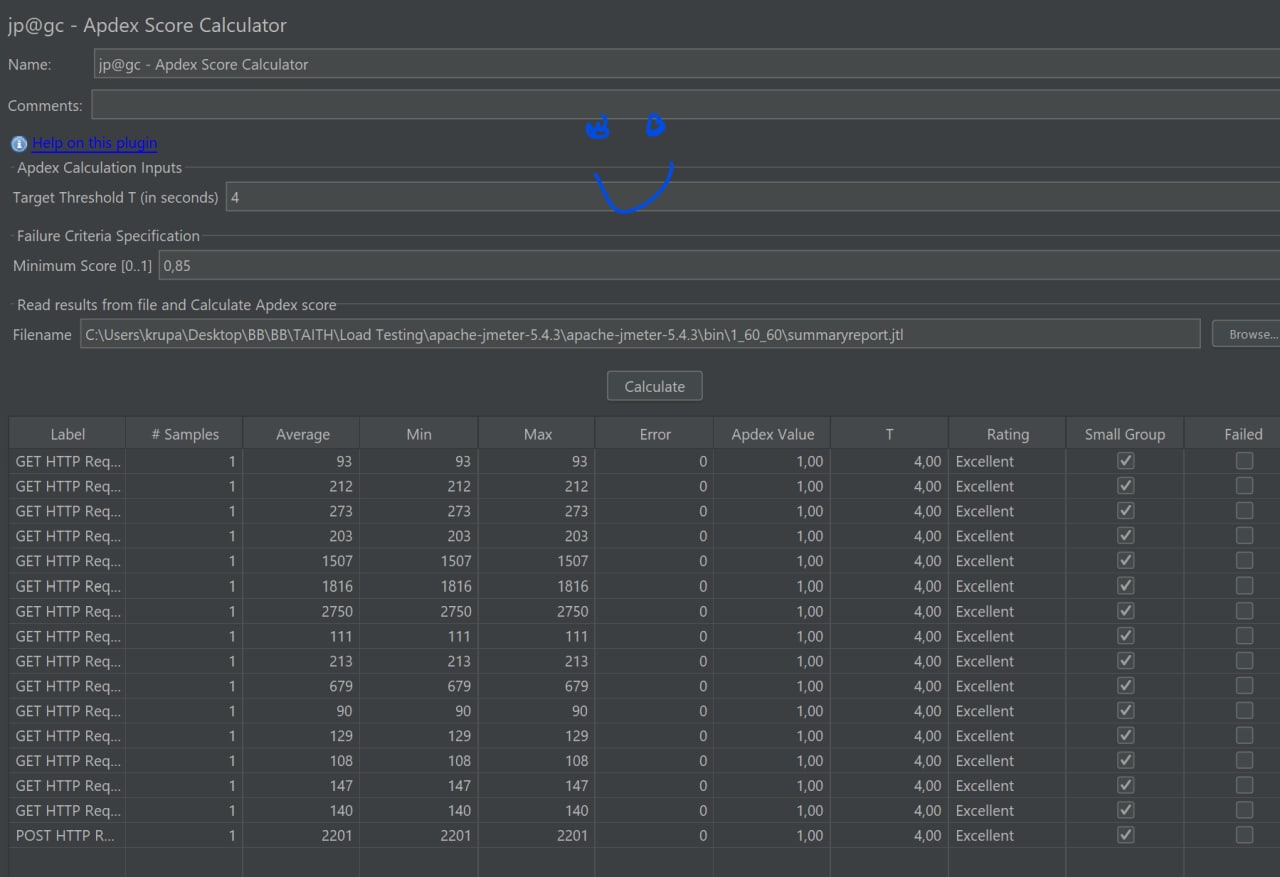 jp@gc - Apdex Score Calculator
Name: jp@gc - Apdex Score Calculator
Comments:
Help on this plugin
Apdex Calculation Inputs
Target Threshold T (in seconds) 4
Failure Criteria Specification
Minimum Score [0..1] 0,85
Read results from file and Calculate Apdex score
Filename C:\Users\krupa\Desktop\BB\BB\TAITH\Load Testing\apache-jmeter-5.4.3\apache-jmeter-5.4.3\bin\1_60_60\summaryreport.jtl Browse...
Calculate
Label # Samples Average Min Max Error Apdex Value T Rating Small Group Failed
GET HTTP Req... 1 93 93 93 0 1,00 4,00 Excellent
GET HTTP Req... 1 212 212 212 0 1,00 4,00 Excellent
GET HTTP Req... 1 273 273 273 0 1,00 4,00 Excellent
GET HTTP Req... 1 203 203 203 0 1,00 4,00 Excellent
GET HTTP Req... 1 1507 1507 1507 0 1,00 4,00 Excellent
GET HTTP Req... 1 1816 1816 1816 0 1,00 4,00 Excellent
GET HTTP Req... 1 2750 2750 2750 0 1,00 4,00 Excellent
GET HTTP Req... 1 111 111 111 0 1,00 4,00 Excellent
GET HTTP Req... 1 213 213 213 0 1,00 4,00 Excellent
GET HTTP Req... 1 679 679 679 0 1,00 4,00 Excellent
GET HTTP Req... 1 90 90 90 0 1,00 4,00 Excellent
GET HTTP Req... 1 129 129 129 0 1,00 4,00 Excellent
GET HTTP Req... 1 108 108 108 0 1,00 4,00 Excellent
GET HTTP Req... 1 147 147 147 0 1,00 4,00 Excellent
GET HTTP Req... 1 140 140 140 0 1,00 4,00 Excellent
POST HTTP R... 1 2201 2201 2201 0 1,00 4,00 Excellent